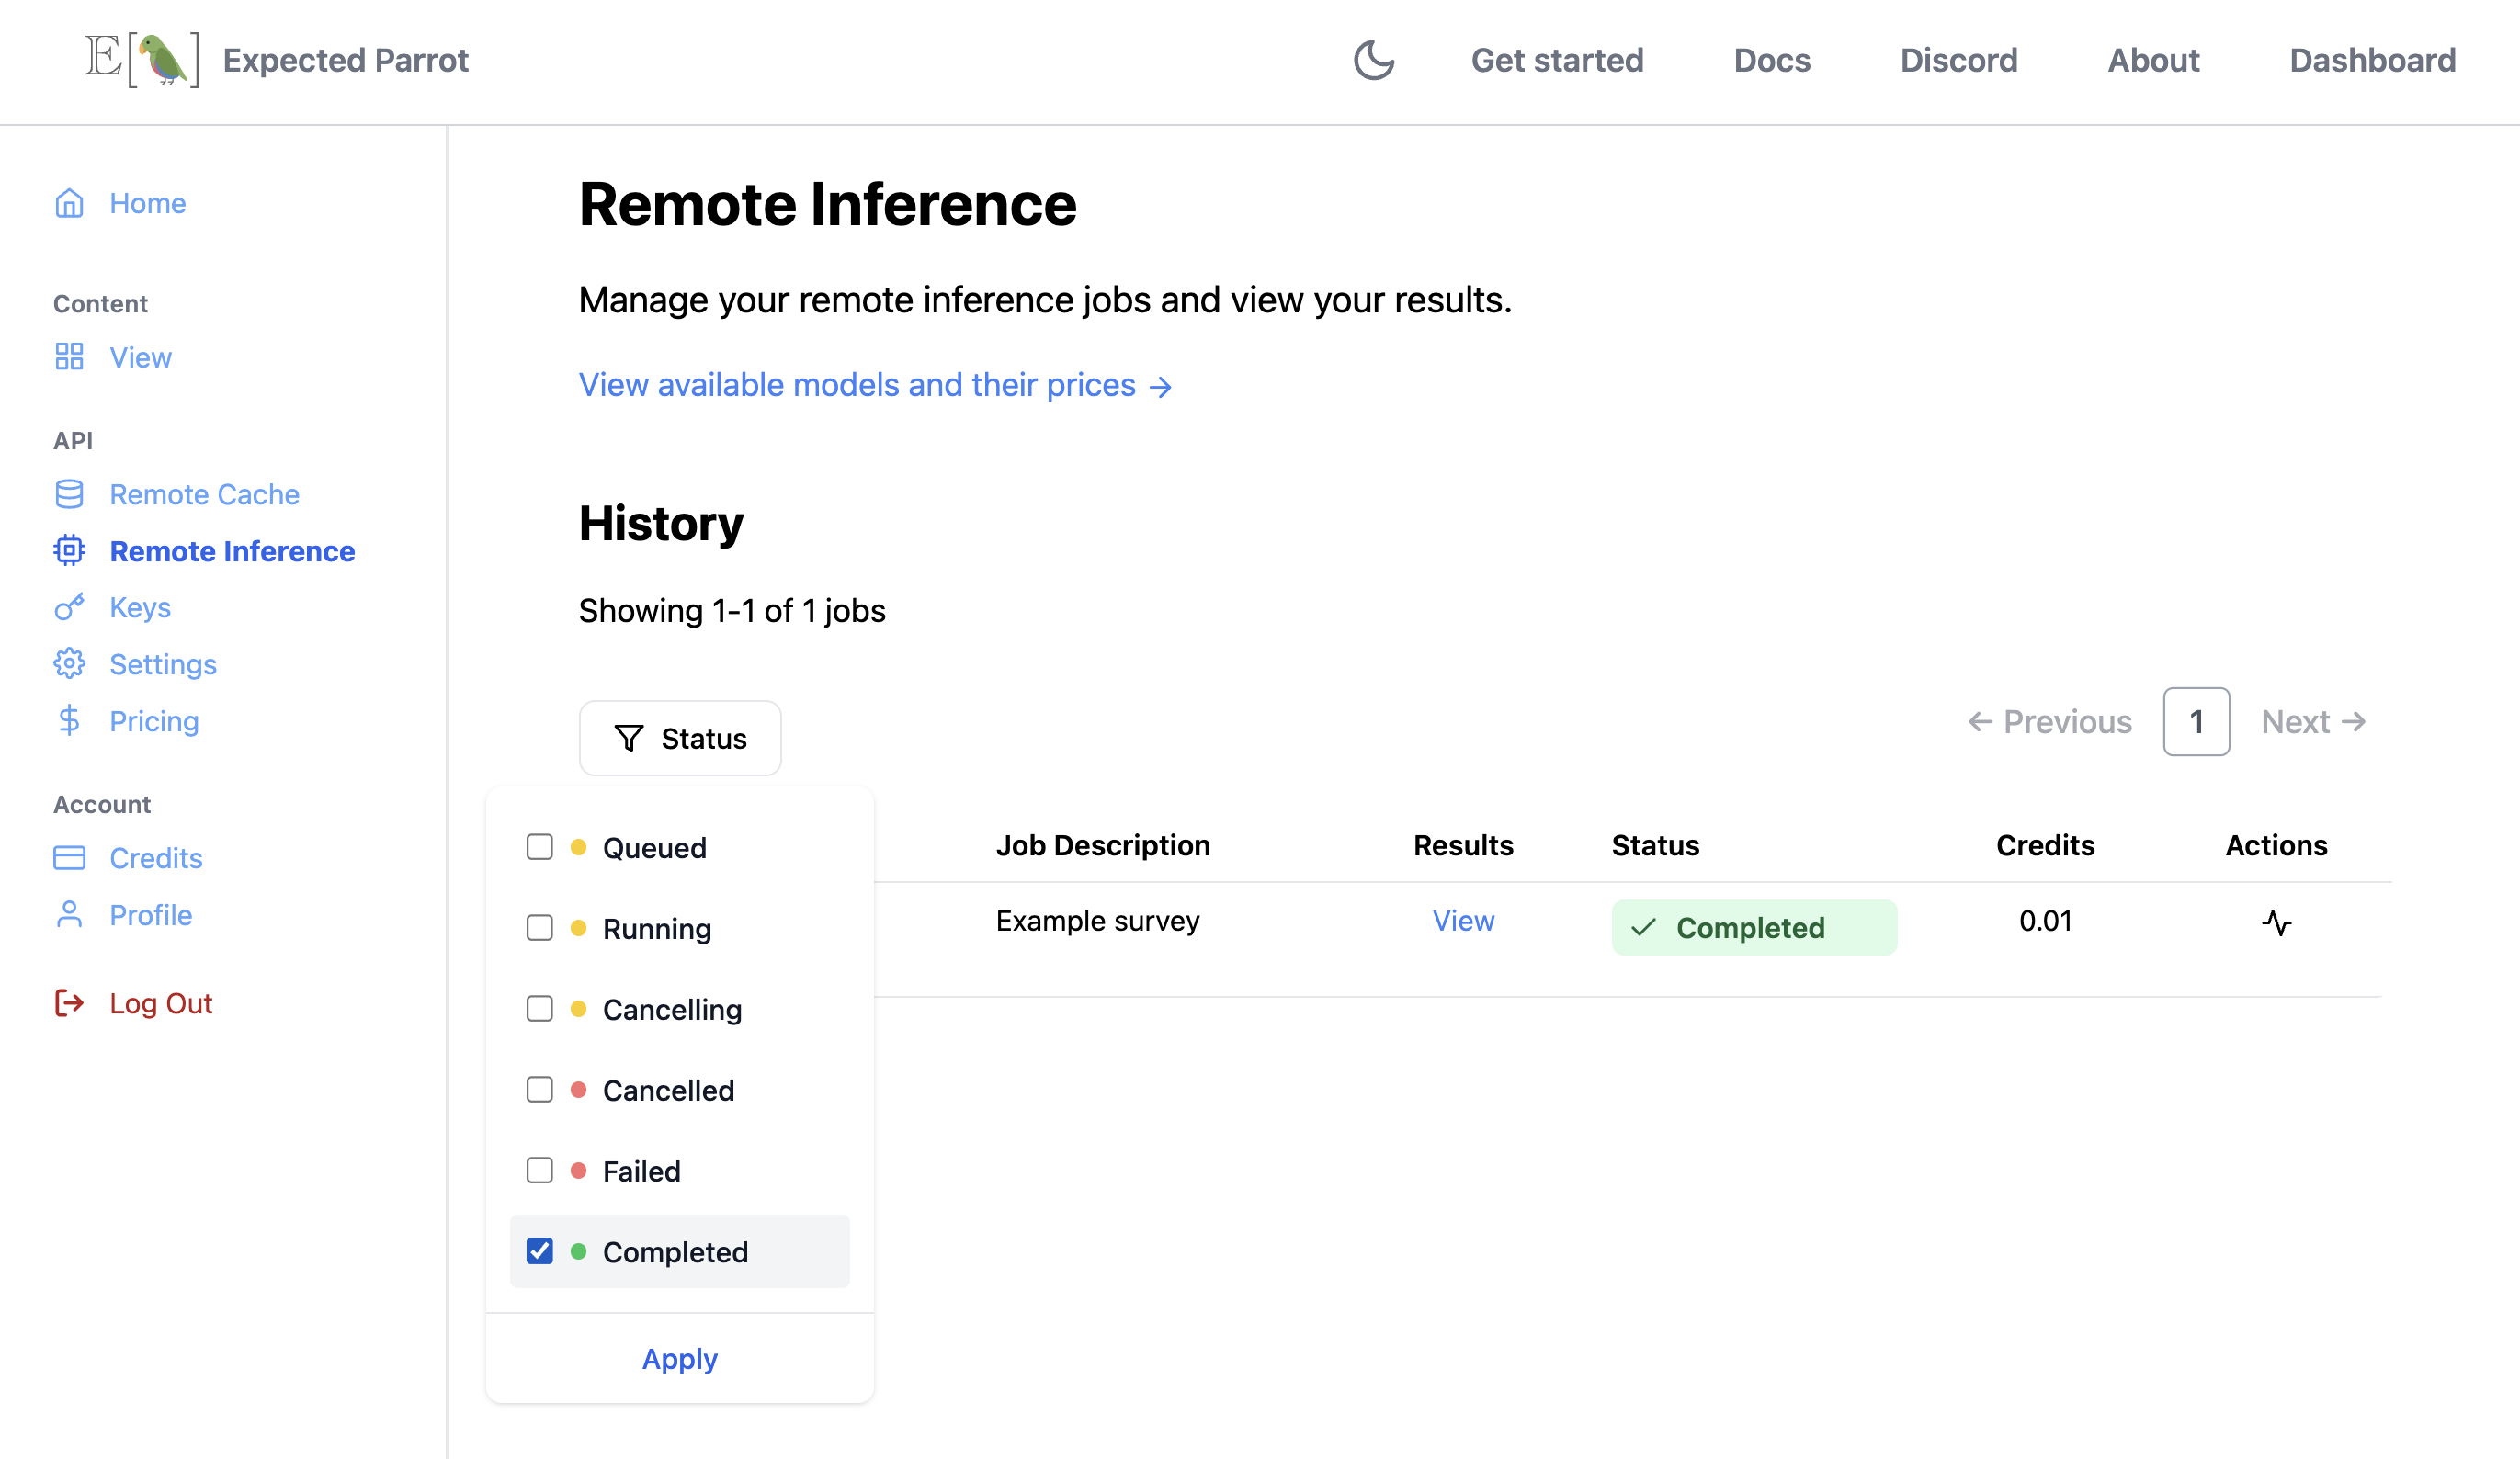 E[ ] Expected Parrot
Get started Docs Discord About Dashboard
Home
Content
View
API
Remote Cache
Remote Inference
Keys
Settings
Pricing
Account
Credits
Profile
Log Out
Remote Inference
Manage your remote inference jobs and view your results.
View available models and their prices →
History
Showing 1-1 of 1 jobs
Status
← Previous 1 Next →
Queued
Running
Cancelling
Cancelled
Failed
Completed
Apply
Job Description Results Status Credits Actions
Example survey View Completed 0.01